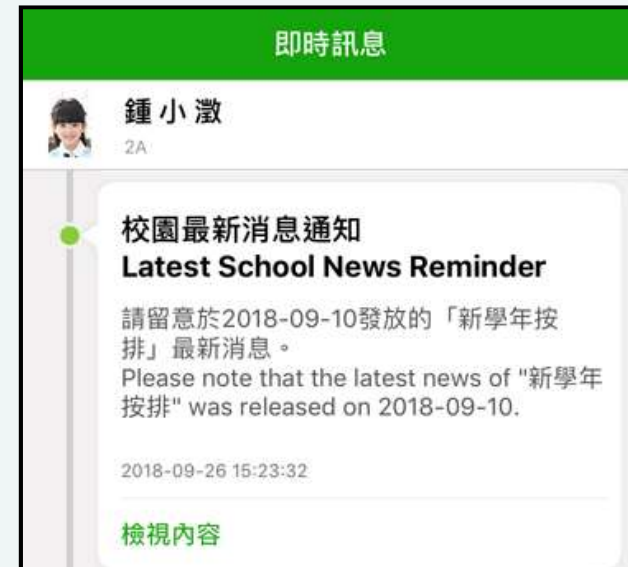 即時訊息
鍾小瀓
2A
校園最新消息通知
Latest School News Reminder
請留意於2018-09-10發放的「新學年按
排」最新消息。
Please note that the latest news of "新學年
按排" was released on 2018-09-10.
2018-09-26 15:23:32
檢視內容